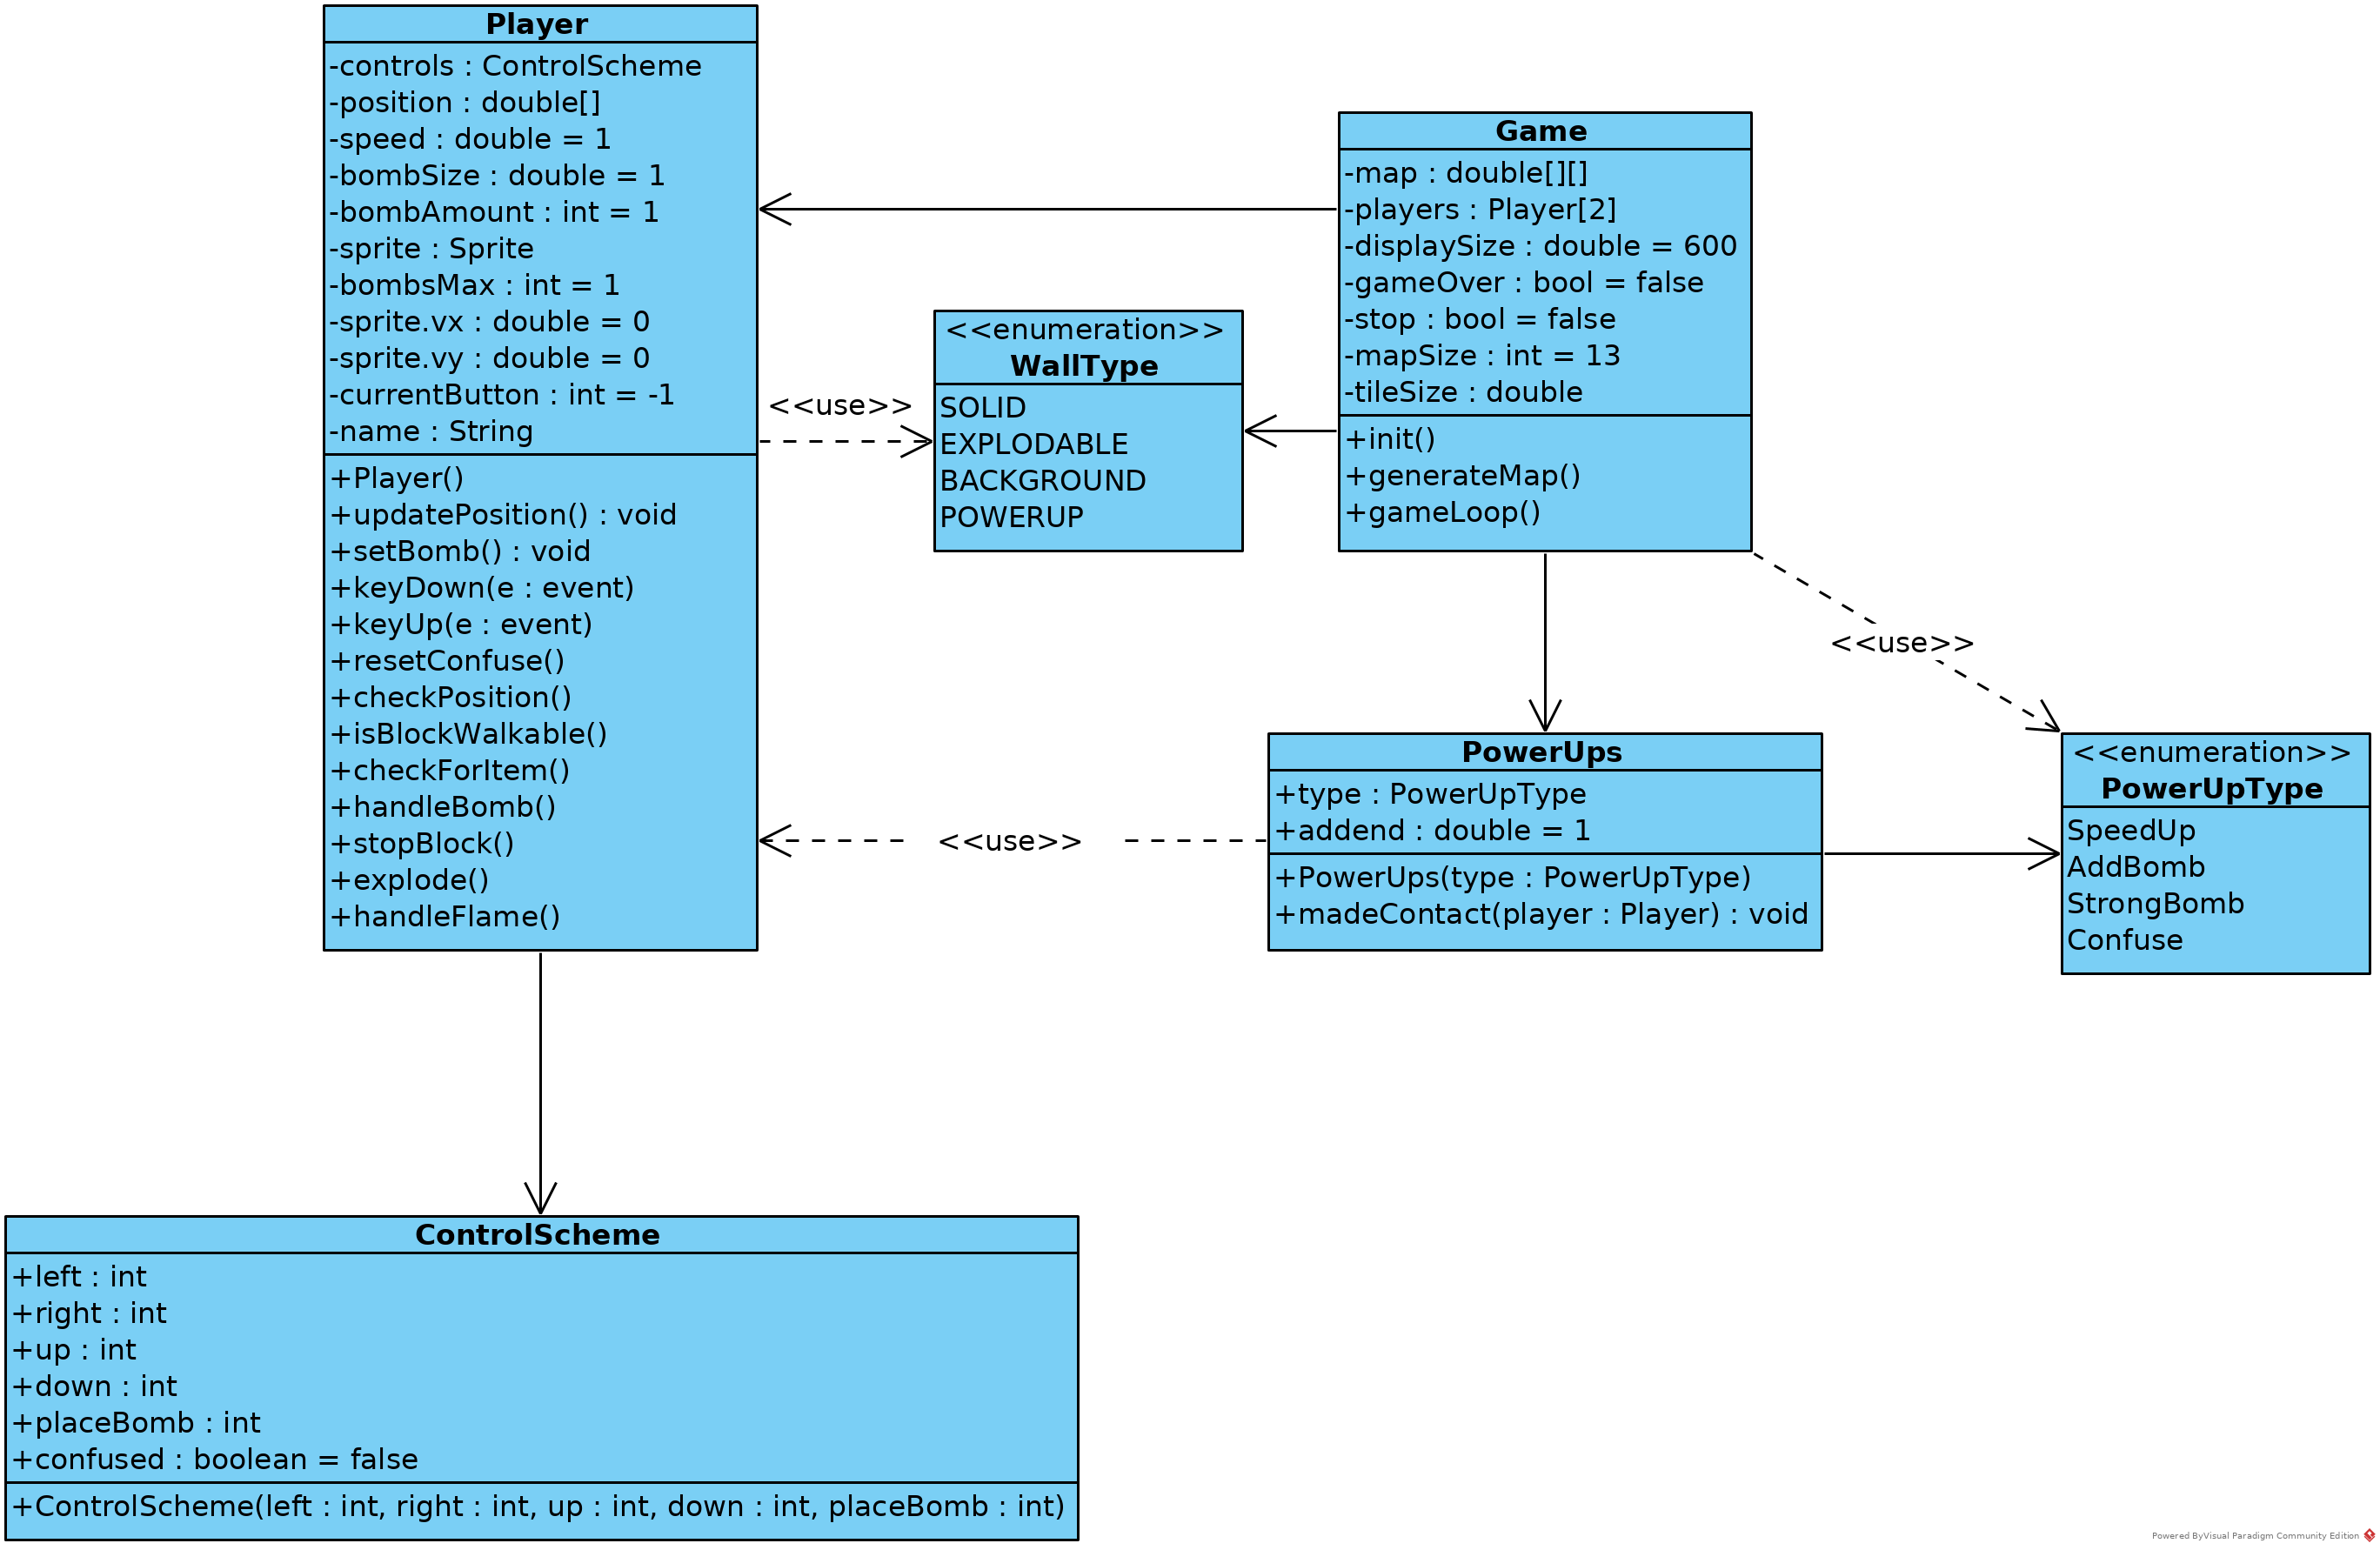 Player
-controls : ControlScheme
-position : double[]
-speed : double = 1
-bombSize : double = 1
-bombAmount : int = 1
-sprite : Sprite
-bombsMax : int = 1
-sprite.vx : double = 0
-sprite.vy : double = 0
-currentButton : int = -1
-name : String
+Player()
+updatePosition() : void
+setBomb() : void
+keyDown(e : event)
+keyUp(e : event)
+resetConfuse()
+checkPosition()
+isBlockWalkable()
+checkForItem()
+handleBomb()
+stopBlock()
+explode()
+handleFlame()
<<use>>
<<enumeration>>
WallType
SOLID
EXPLODABLE
BACKGROUND
POWERUP
Game
-map : double[][]
-players : Player[2]
-displaySize : double = 600
-gameOver : bool = false
-stop : bool = false
-mapSize : int = 13
-tileSize : double
+init()
+generateMap()
+gameLoop()
<<use>>
<<use>>
PowerUps
+type : PowerUpType
+addend : double = 1
+PowerUps(type : PowerUpType)
+madeContact(player : Player) : void
<<enumeration>>
PowerUpType
SpeedUp
AddBomb
StrongBomb
Confuse
ControlScheme
+left : int
+right : int
+up : int
+down : int
+placeBomb : int
+confused : boolean = false
+ControlScheme(left : int, right : int, up : int, down : int, placeBomb : int)
Powered ByVisual Paradigm Community Edition